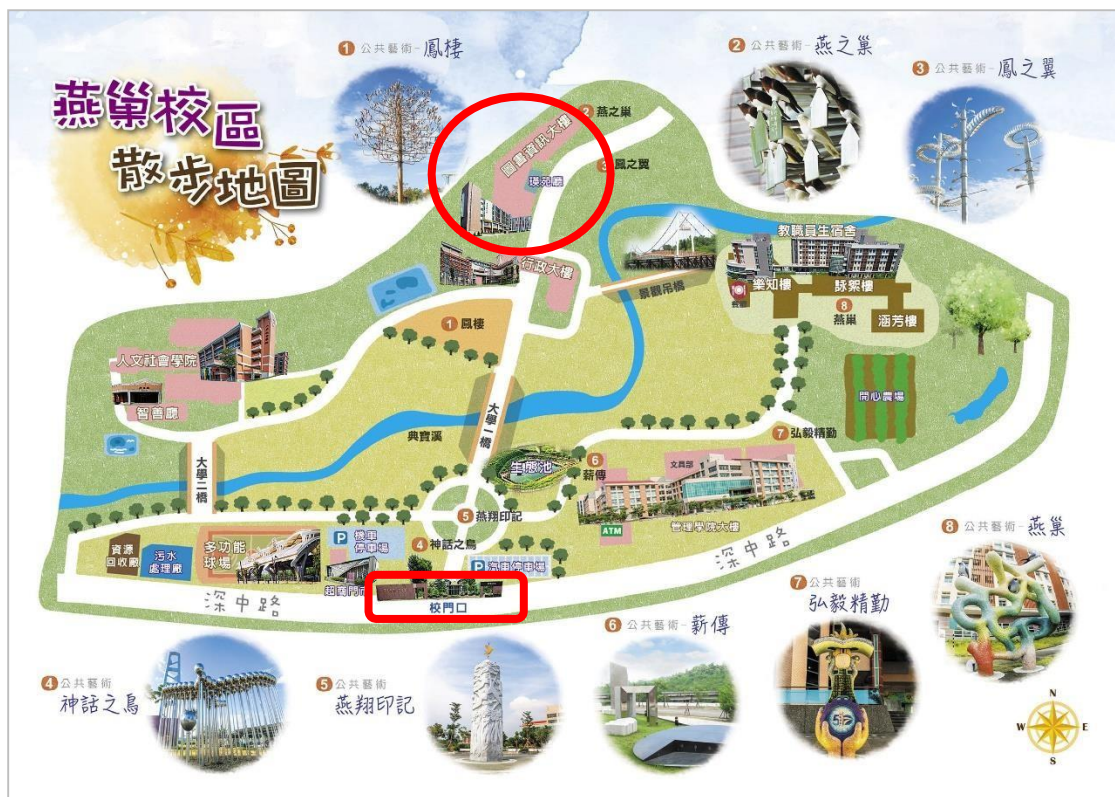 燕巢校區
散步地圖
1 公共藝術-鳳棲
2 公共藝術-燕之巢
3 公共藝術-鳳之翼
2 燕之巢
圖書資訊大樓
3 鳳之翼
瑛苑廳
行政大樓
景觀吊橋
教職員生宿舍
樂知樓
詠絮樓
餐廳
8
燕巢
涵芳樓
1 鳳棲
人文社會學院
智善廳
開心農場
大學一橋
典寶溪
大學二橋
生態池
6
薪傳
7 弘毅精勤
文具部
管理學院大樓
ATM
5 燕翔印記
4 神話之鳥
資源
回收廠
污水
處理廠
多功能
球場
P 機車
停車場
超商門市
P 汽車停車場
校門口
深中路
深中路
4 公共藝術
神話之鳥
5 公共藝術
燕翔印記
6 公共藝術-薪傳
7 公共藝術
弘毅精勤
8 公共藝術-燕巢
N
W E
S